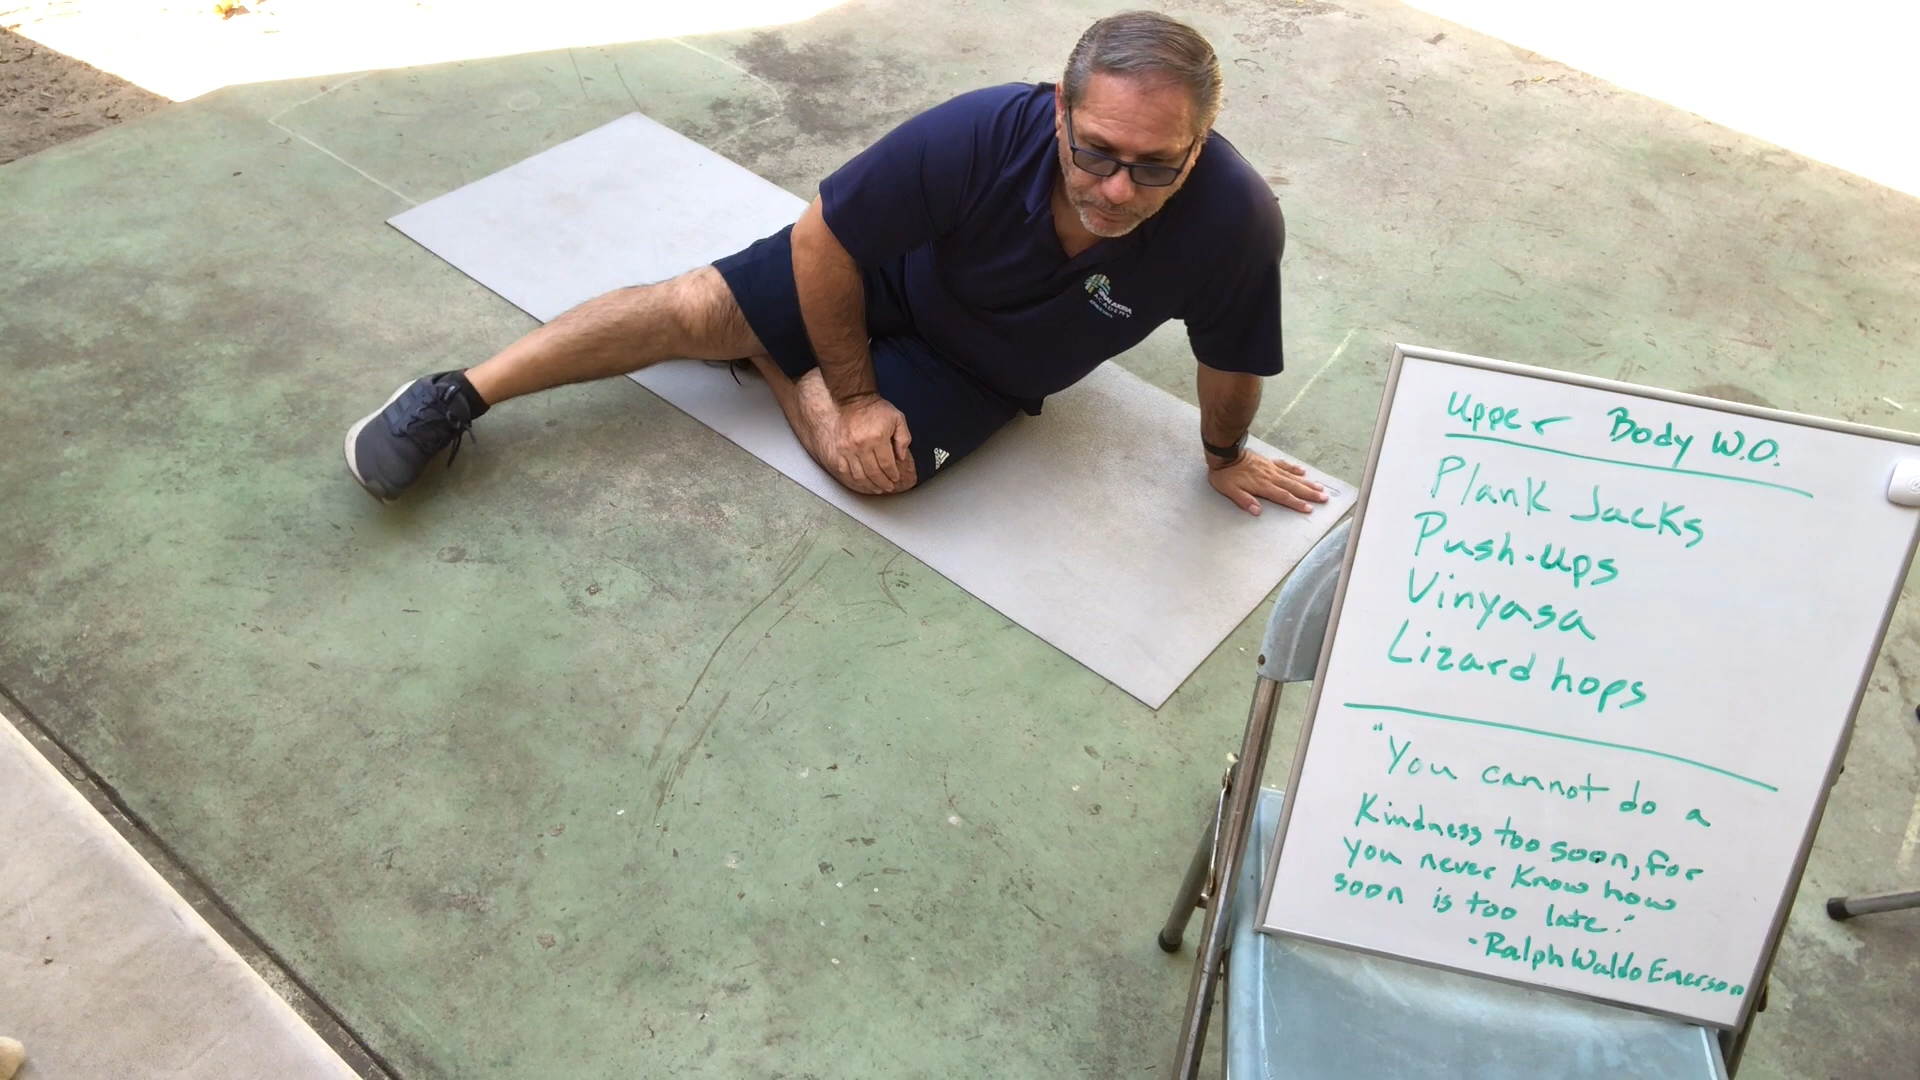 Upper Body W.O.
Plank Jacks
Push-ups
Vinyasa
Lizard hops
"You cannot do a
Kindness too soon, for
you never know how
soon is too late."
-Ralph Waldo Emerson
ACADEMY